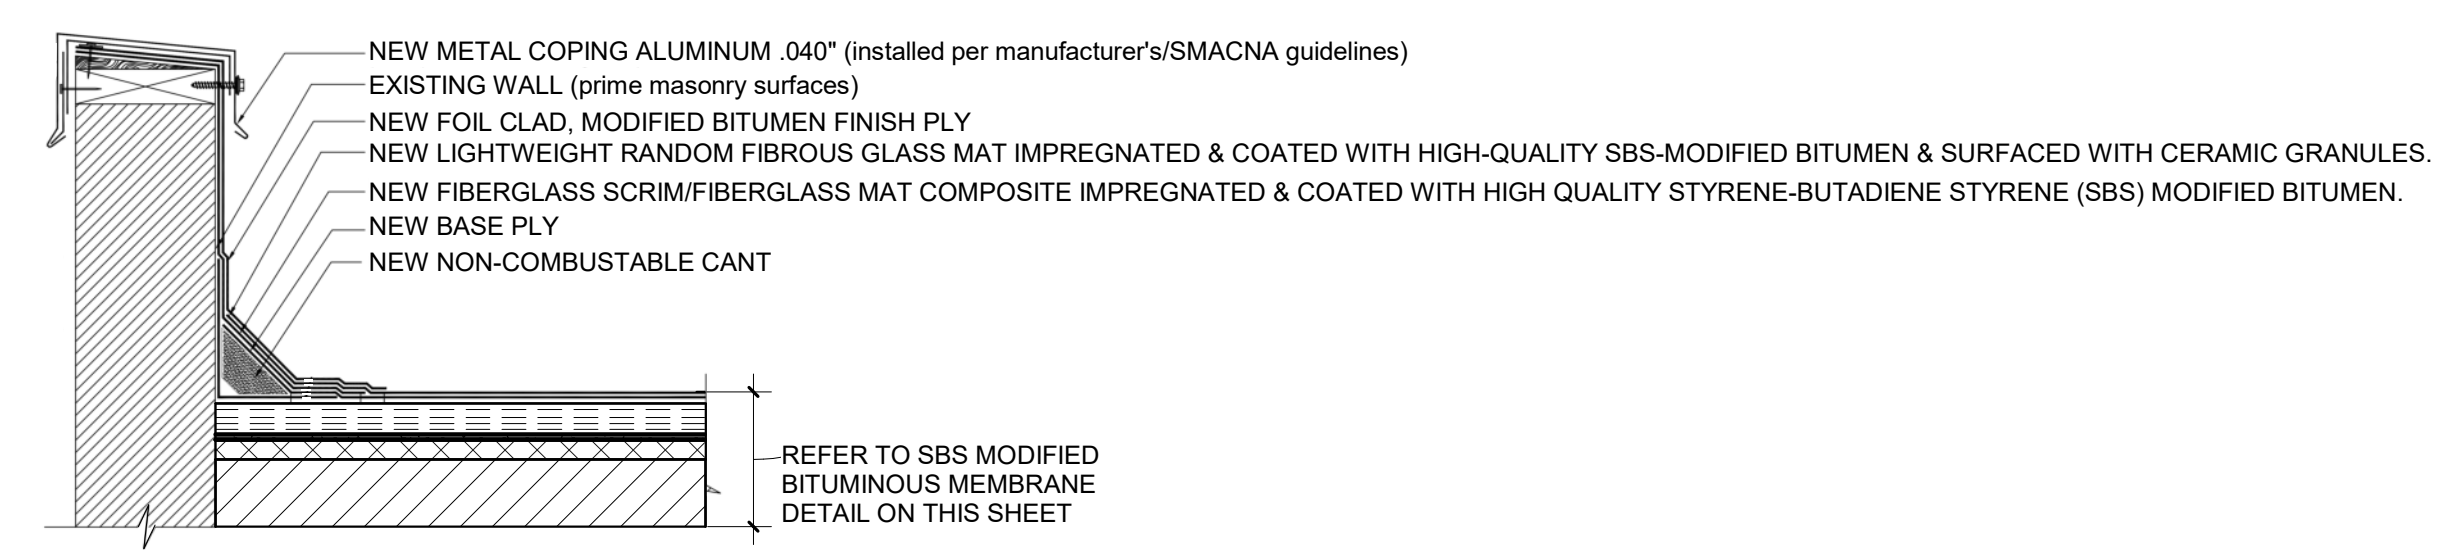 NEW METAL COPING ALUMINUM .040" (installed per manufacturer's/SMACNA guidelines)
EXISTING WALL (prime masonry surfaces)
NEW FOIL CLAD, MODIFIED BITUMEN FINISH PLY
NEW LIGHTWEIGHT RANDOM FIBROUS GLASS MAT IMPREGNATED & COATED WITH HIGH-QUALITY SBS-MODIFIED BITUMEN & SURFACED WITH CERAMIC GRANULES.
NEW FIBERGLASS SCRIM/FIBERGLASS MAT COMPOSITE IMPREGNATED & COATED WITH HIGH QUALITY STYRENE-BUTADIENE STYRENE (SBS) MODIFIED BITUMEN.
NEW BASE PLY
NEW NON-COMBUSTABLE CANT
REFER TO SBS MODIFIED
BITUMINOUS MEMBRANE
DETAIL ON THIS SHEET